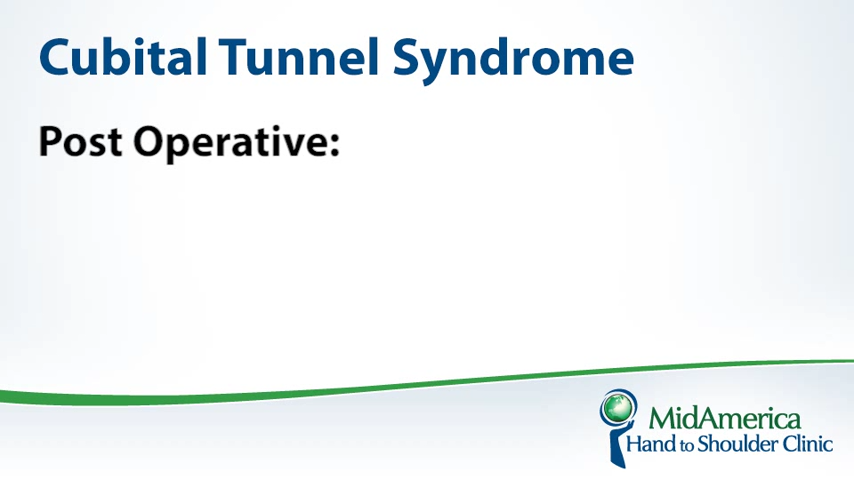 Cubital Tunnel Syndrome
Post Operative:
MidAmerica
Hand to Shoulder Clinic